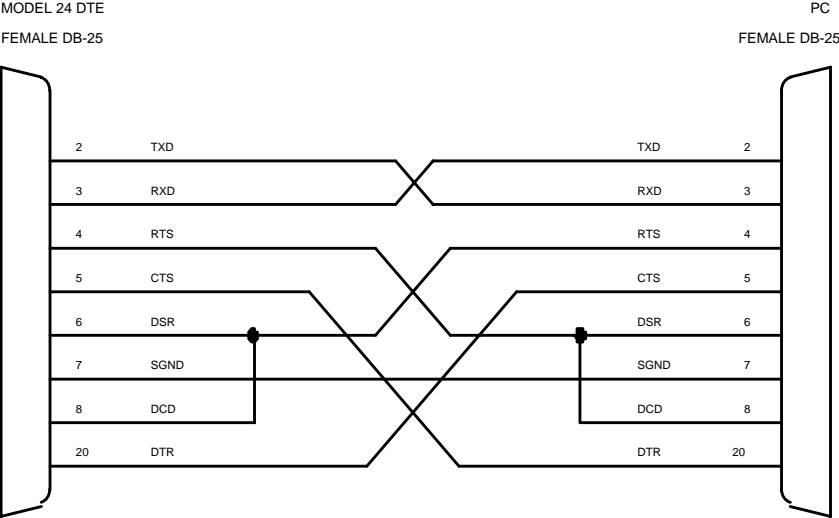 MODEL 24 DTE PC
FEMALE DB-25 FEMALE DB-25
2 TXD TXD 2
3 RXD RXD 3
4 RTS RTS 4
5 CTS CTS 5
6 DSR DSR 6
7 SGND SGND 7
8 DCD DCD 8
20 DTR DTR 20